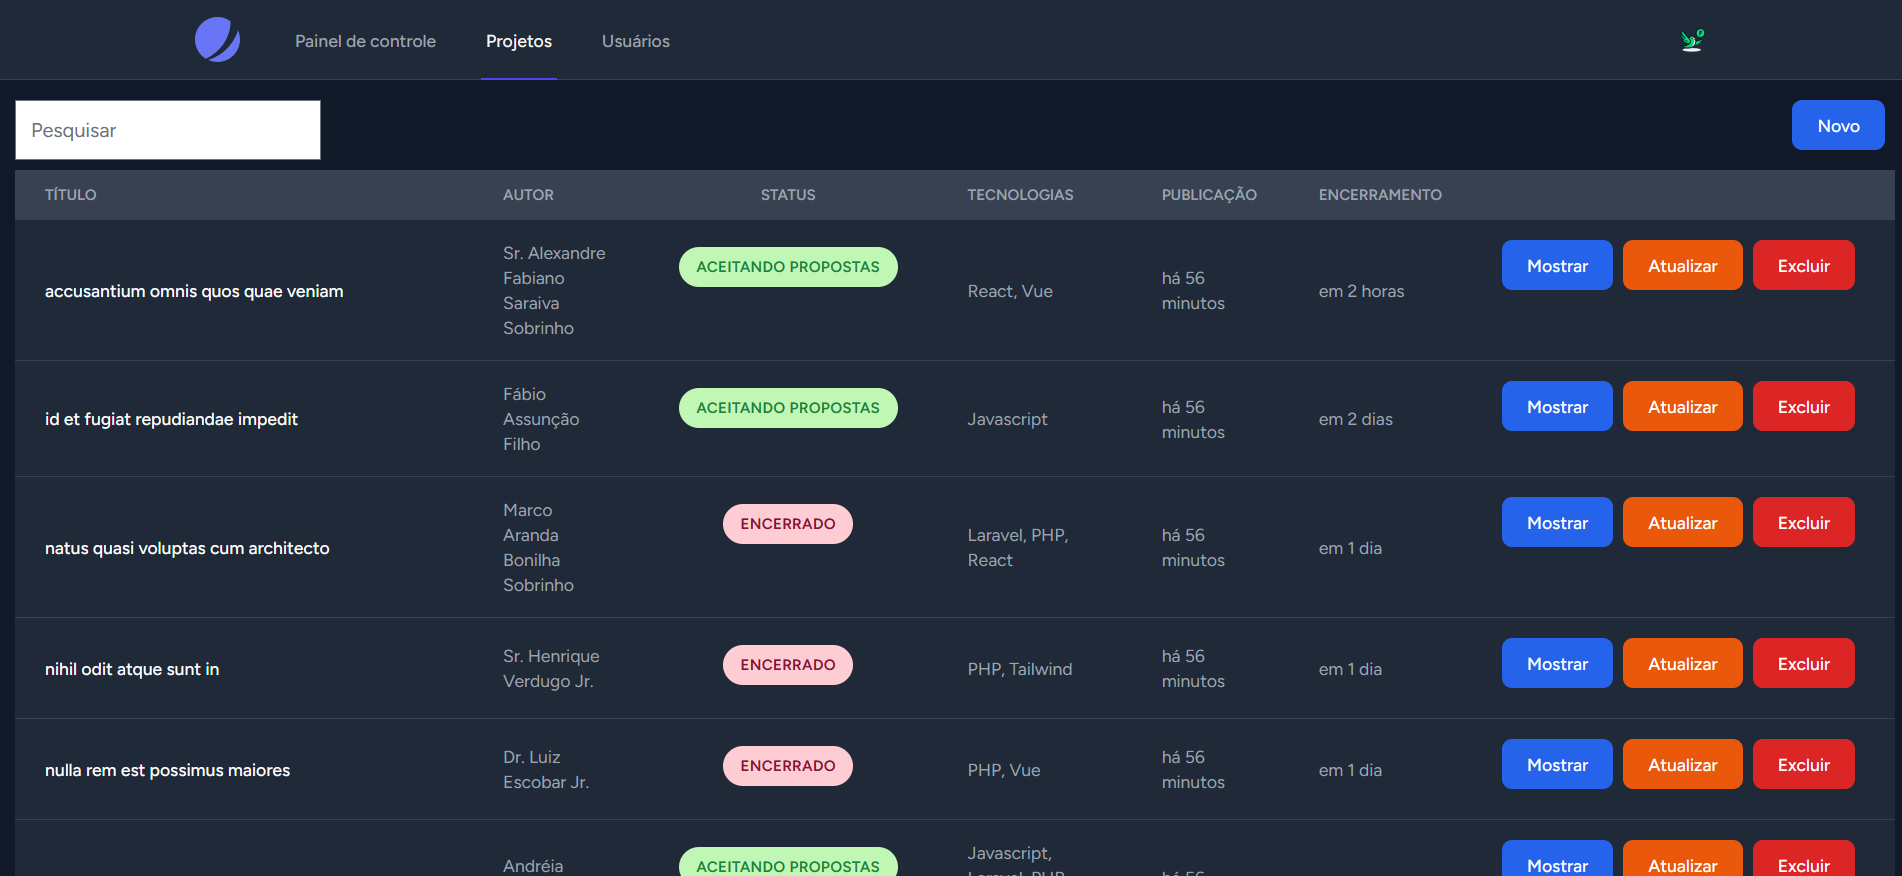 Painel de controle Projetos Usuários
Pesquisar
Novo
TÍTULO AUTOR STATUS TECNOLOGIAS PUBLICAÇÃO ENCERRAMENTO
accusantium omnis quos quae veniam
Sr. Alexandre
Fabiano
Saraiva
Sobrinho
ACEITANDO PROPOSTAS
React, Vue
há 56
minutos
em 2 horas
Mostrar Atualizar Excluir
id et fugiat repudiandae impedit
Fábio
Assunção
Filho
ACEITANDO PROPOSTAS
Javascript
há 56
minutos
em 2 dias
Mostrar Atualizar Excluir
natus quasi voluptas cum architecto
Marco
Aranda
Bonilha
Sobrinho
ENCERRADO
Laravel, PHP,
React
há 56
minutos
em 1 dia
Mostrar Atualizar Excluir
nihil odit atque sunt in
Sr. Henrique
Verdugo Jr.
ENCERRADO
PHP, Tailwind
há 56
minutos
em 1 dia
Mostrar Atualizar Excluir
nulla rem est possimus maiores
Dr. Luiz
Escobar Jr.
ENCERRADO
PHP, Vue
há 56
minutos
em 1 dia
Mostrar Atualizar Excluir
Andréia
ACEITANDO PROPOSTAS
Javascript,
Laravel, PHP,
há 56
Mostrar Atualizar Excluir